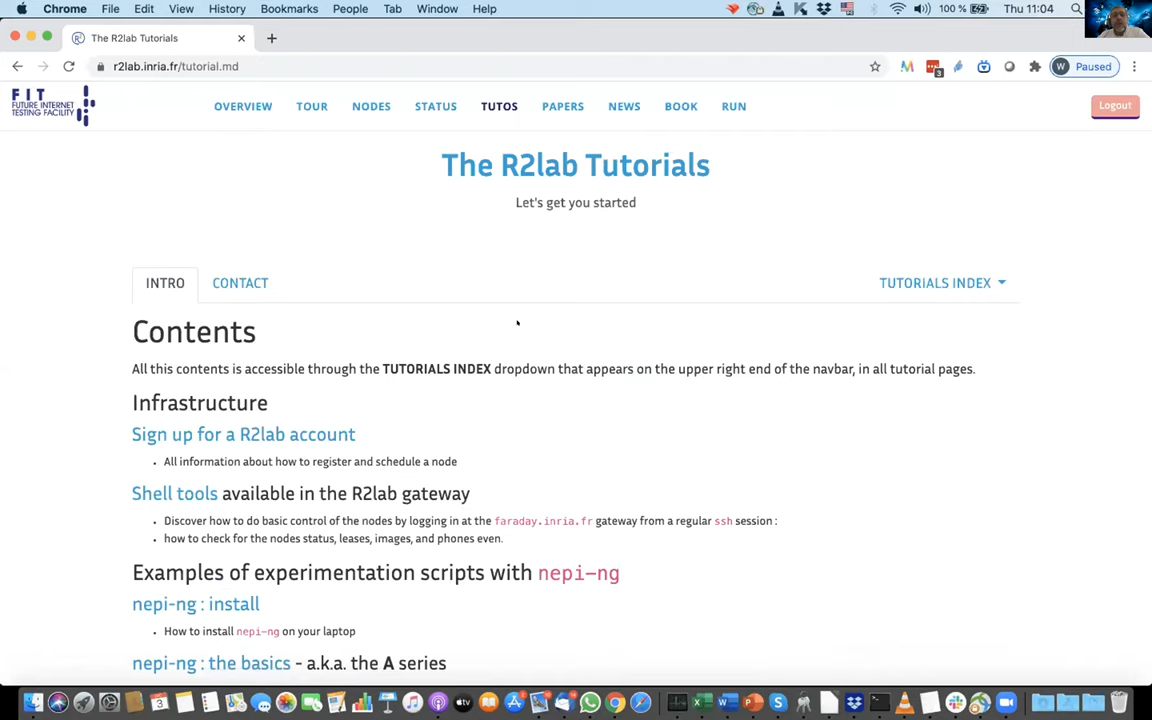 Chrome File Edit View History Bookmarks People Tab Window Help 100 % Thu 11:04
The R2lab Tutorials
r2lab.inria.fr/tutorial.md
3
W Paused
FIT
FUTURE INTERNET
TESTING FACILITY
OVERVIEW TOUR NODES STATUS TUTOS PAPERS NEWS BOOK RUN
Logout
The R2lab Tutorials
Let's get you started
INTRO CONTACT TUTORIALS INDEX
Contents
All this contents is accessible through the TUTORIALS INDEX dropdown that appears on the upper right end of the navbar, in all tutorial pages.
Infrastructure
Sign up for a R2lab account
• All information about how to register and schedule a node
Shell tools available in the R2lab gateway
• Discover how to do basic control of the nodes by logging in at the faraday.inria.fr gateway from a regular ssh session :
• how to check for the nodes status, leases, images, and phones even.
Examples of experimentation scripts with nepi-ng
nepi-ng : install
• How to install nepi-ng on your laptop
nepi-ng : the basics - a.k.a. the A series